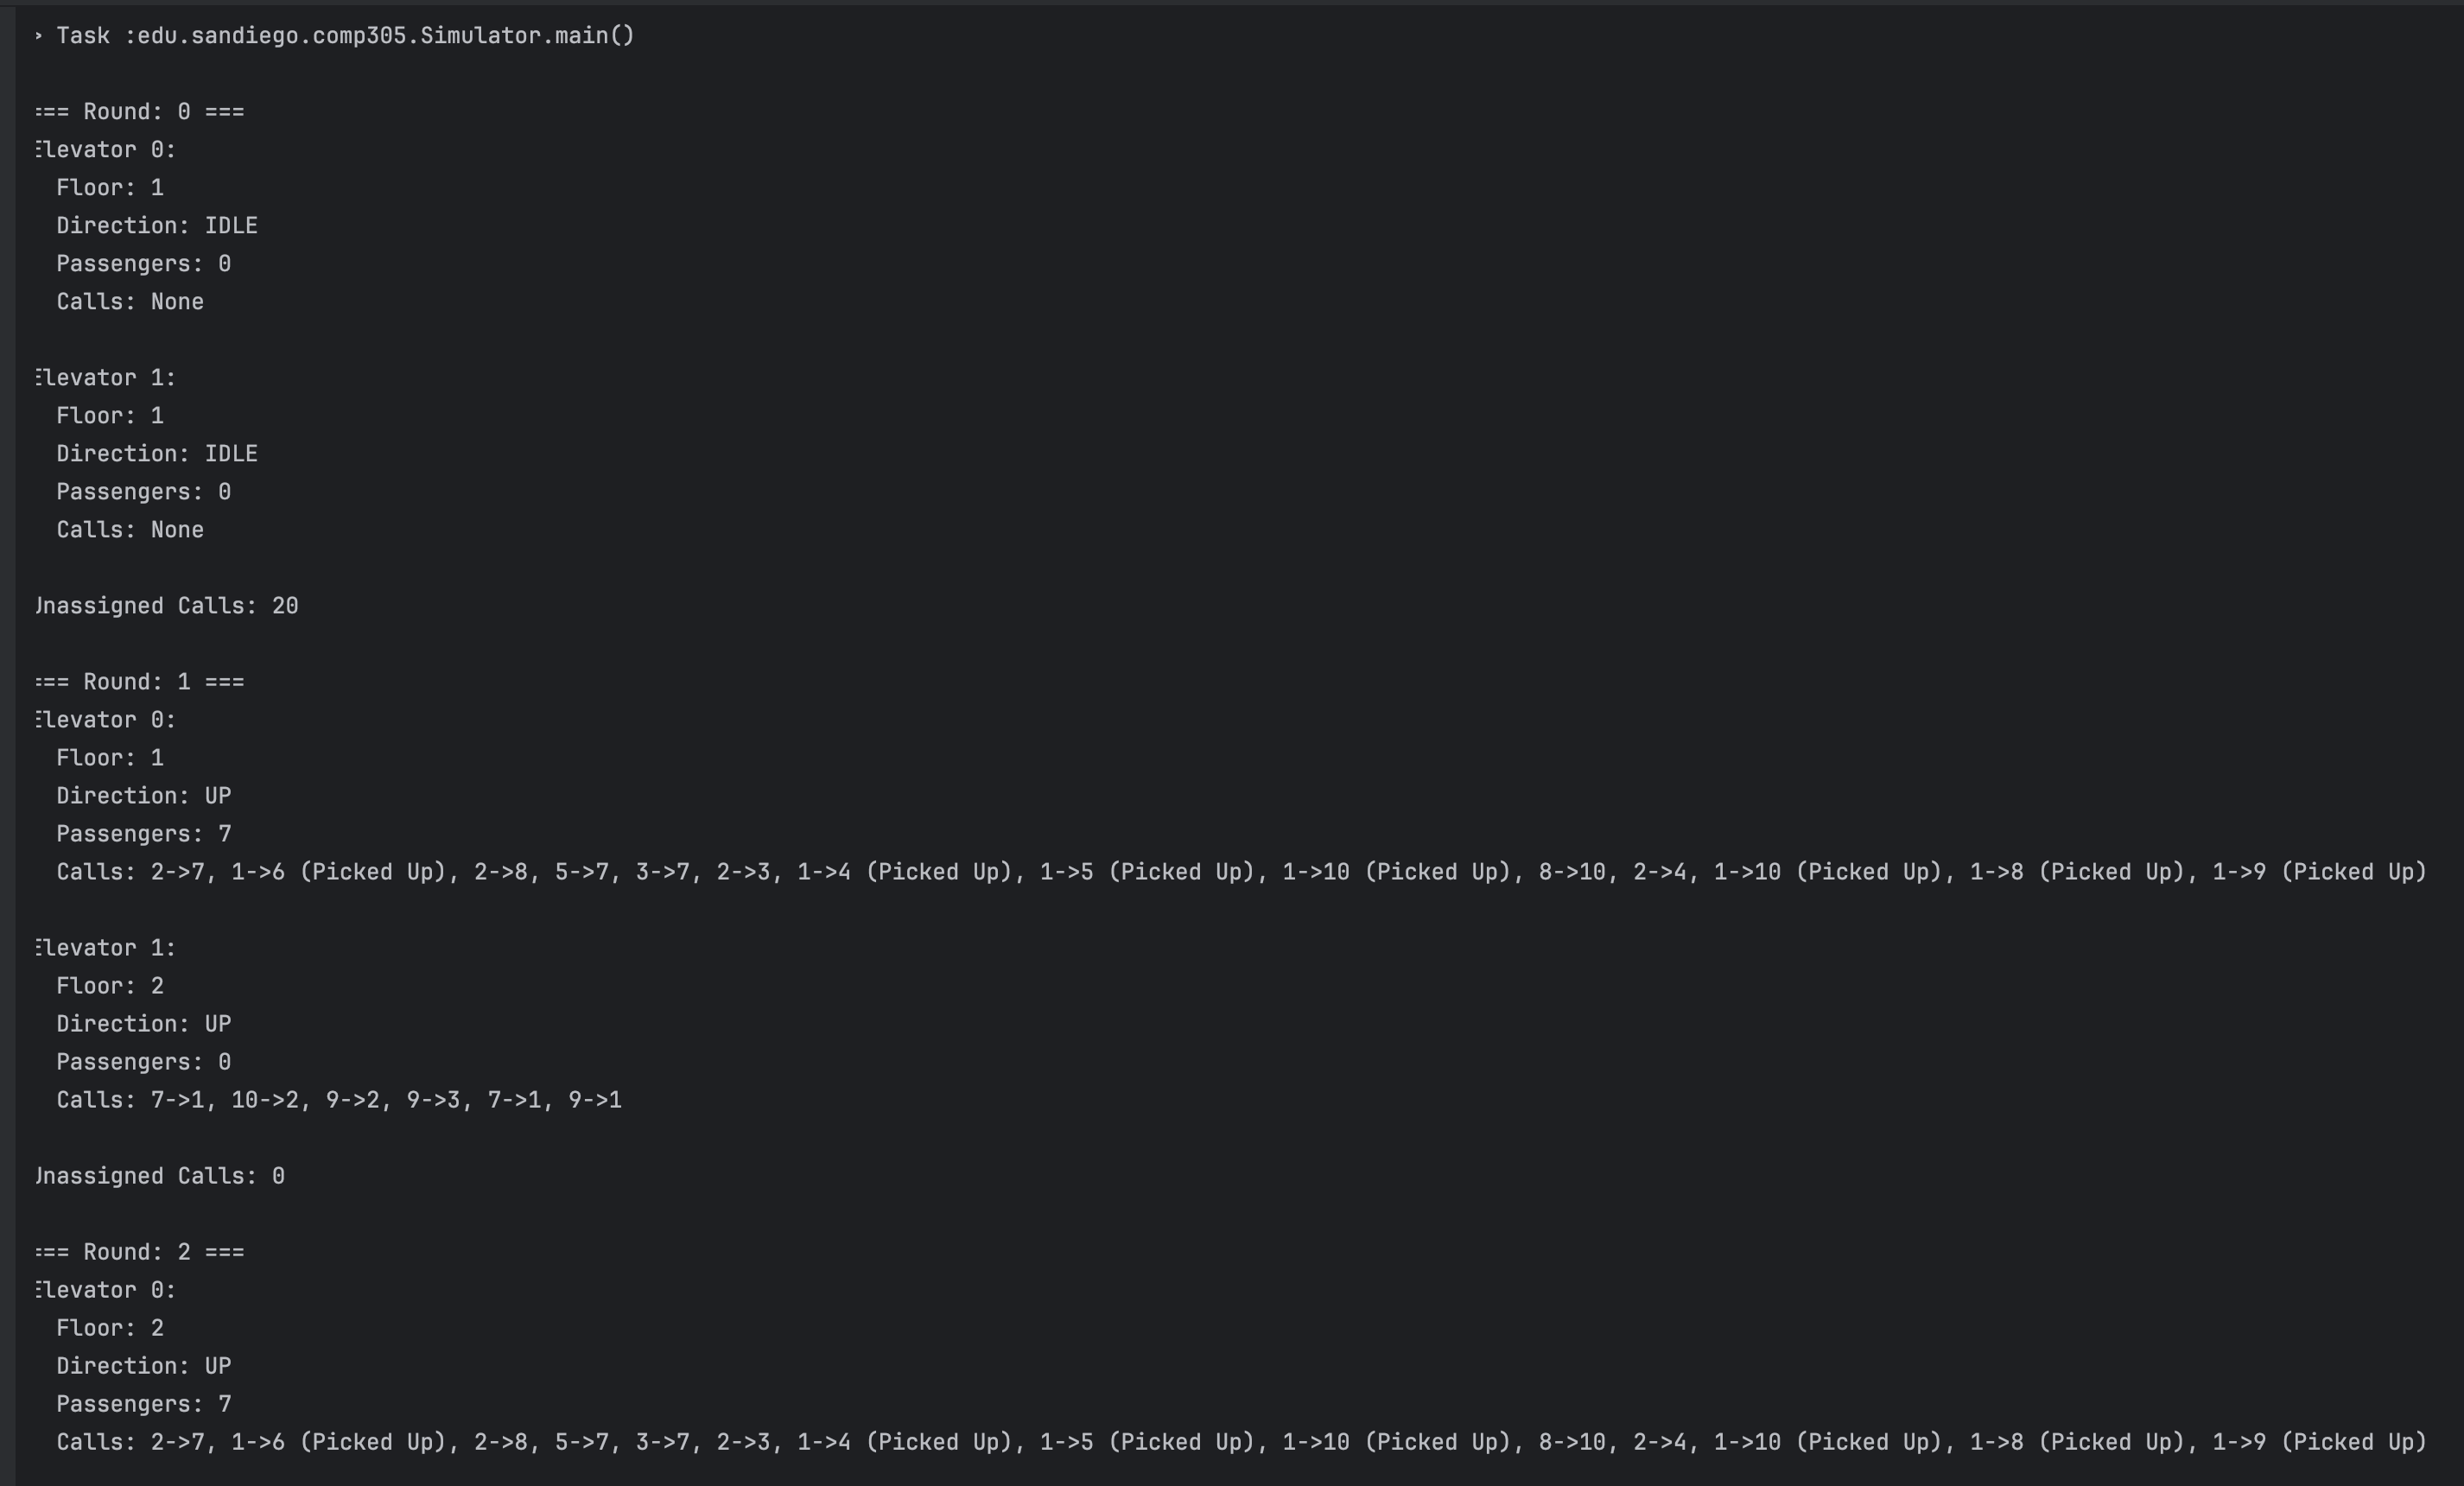 > Task :edu.sandiego.comp305.Simulator.main()
=== Round: 0 ===
Elevator 0:
Floor: 1
Direction: IDLE
Passengers: 0
Calls: None
Elevator 1:
Floor: 1
Direction: IDLE
Passengers: 0
Calls: None
Unassigned Calls: 20
=== Round: 1 ===
Elevator 0:
Floor: 1
Direction: UP
Passengers: 7
Calls: 2->7, 1->6 (Picked Up), 2->8, 5->7, 3->7, 2->3, 1->4 (Picked Up), 1->5 (Picked Up), 1->10 (Picked Up), 8->10, 2->4, 1->10 (Picked Up), 1->8 (Picked Up), 1->9 (Picked Up)
Elevator 1:
Floor: 2
Direction: UP
Passengers: 0
Calls: 7->1, 10->2, 9->2, 9->3, 7->1, 9->1
Unassigned Calls: 0
=== Round: 2 ===
Elevator 0:
Floor: 2
Direction: UP
Passengers: 7
Calls: 2->7, 1->6 (Picked Up), 2->8, 5->7, 3->7, 2->3, 1->4 (Picked Up), 1->5 (Picked Up), 1->10 (Picked Up), 8->10, 2->4, 1->10 (Picked Up), 1->8 (Picked Up), 1->9 (Picked Up)